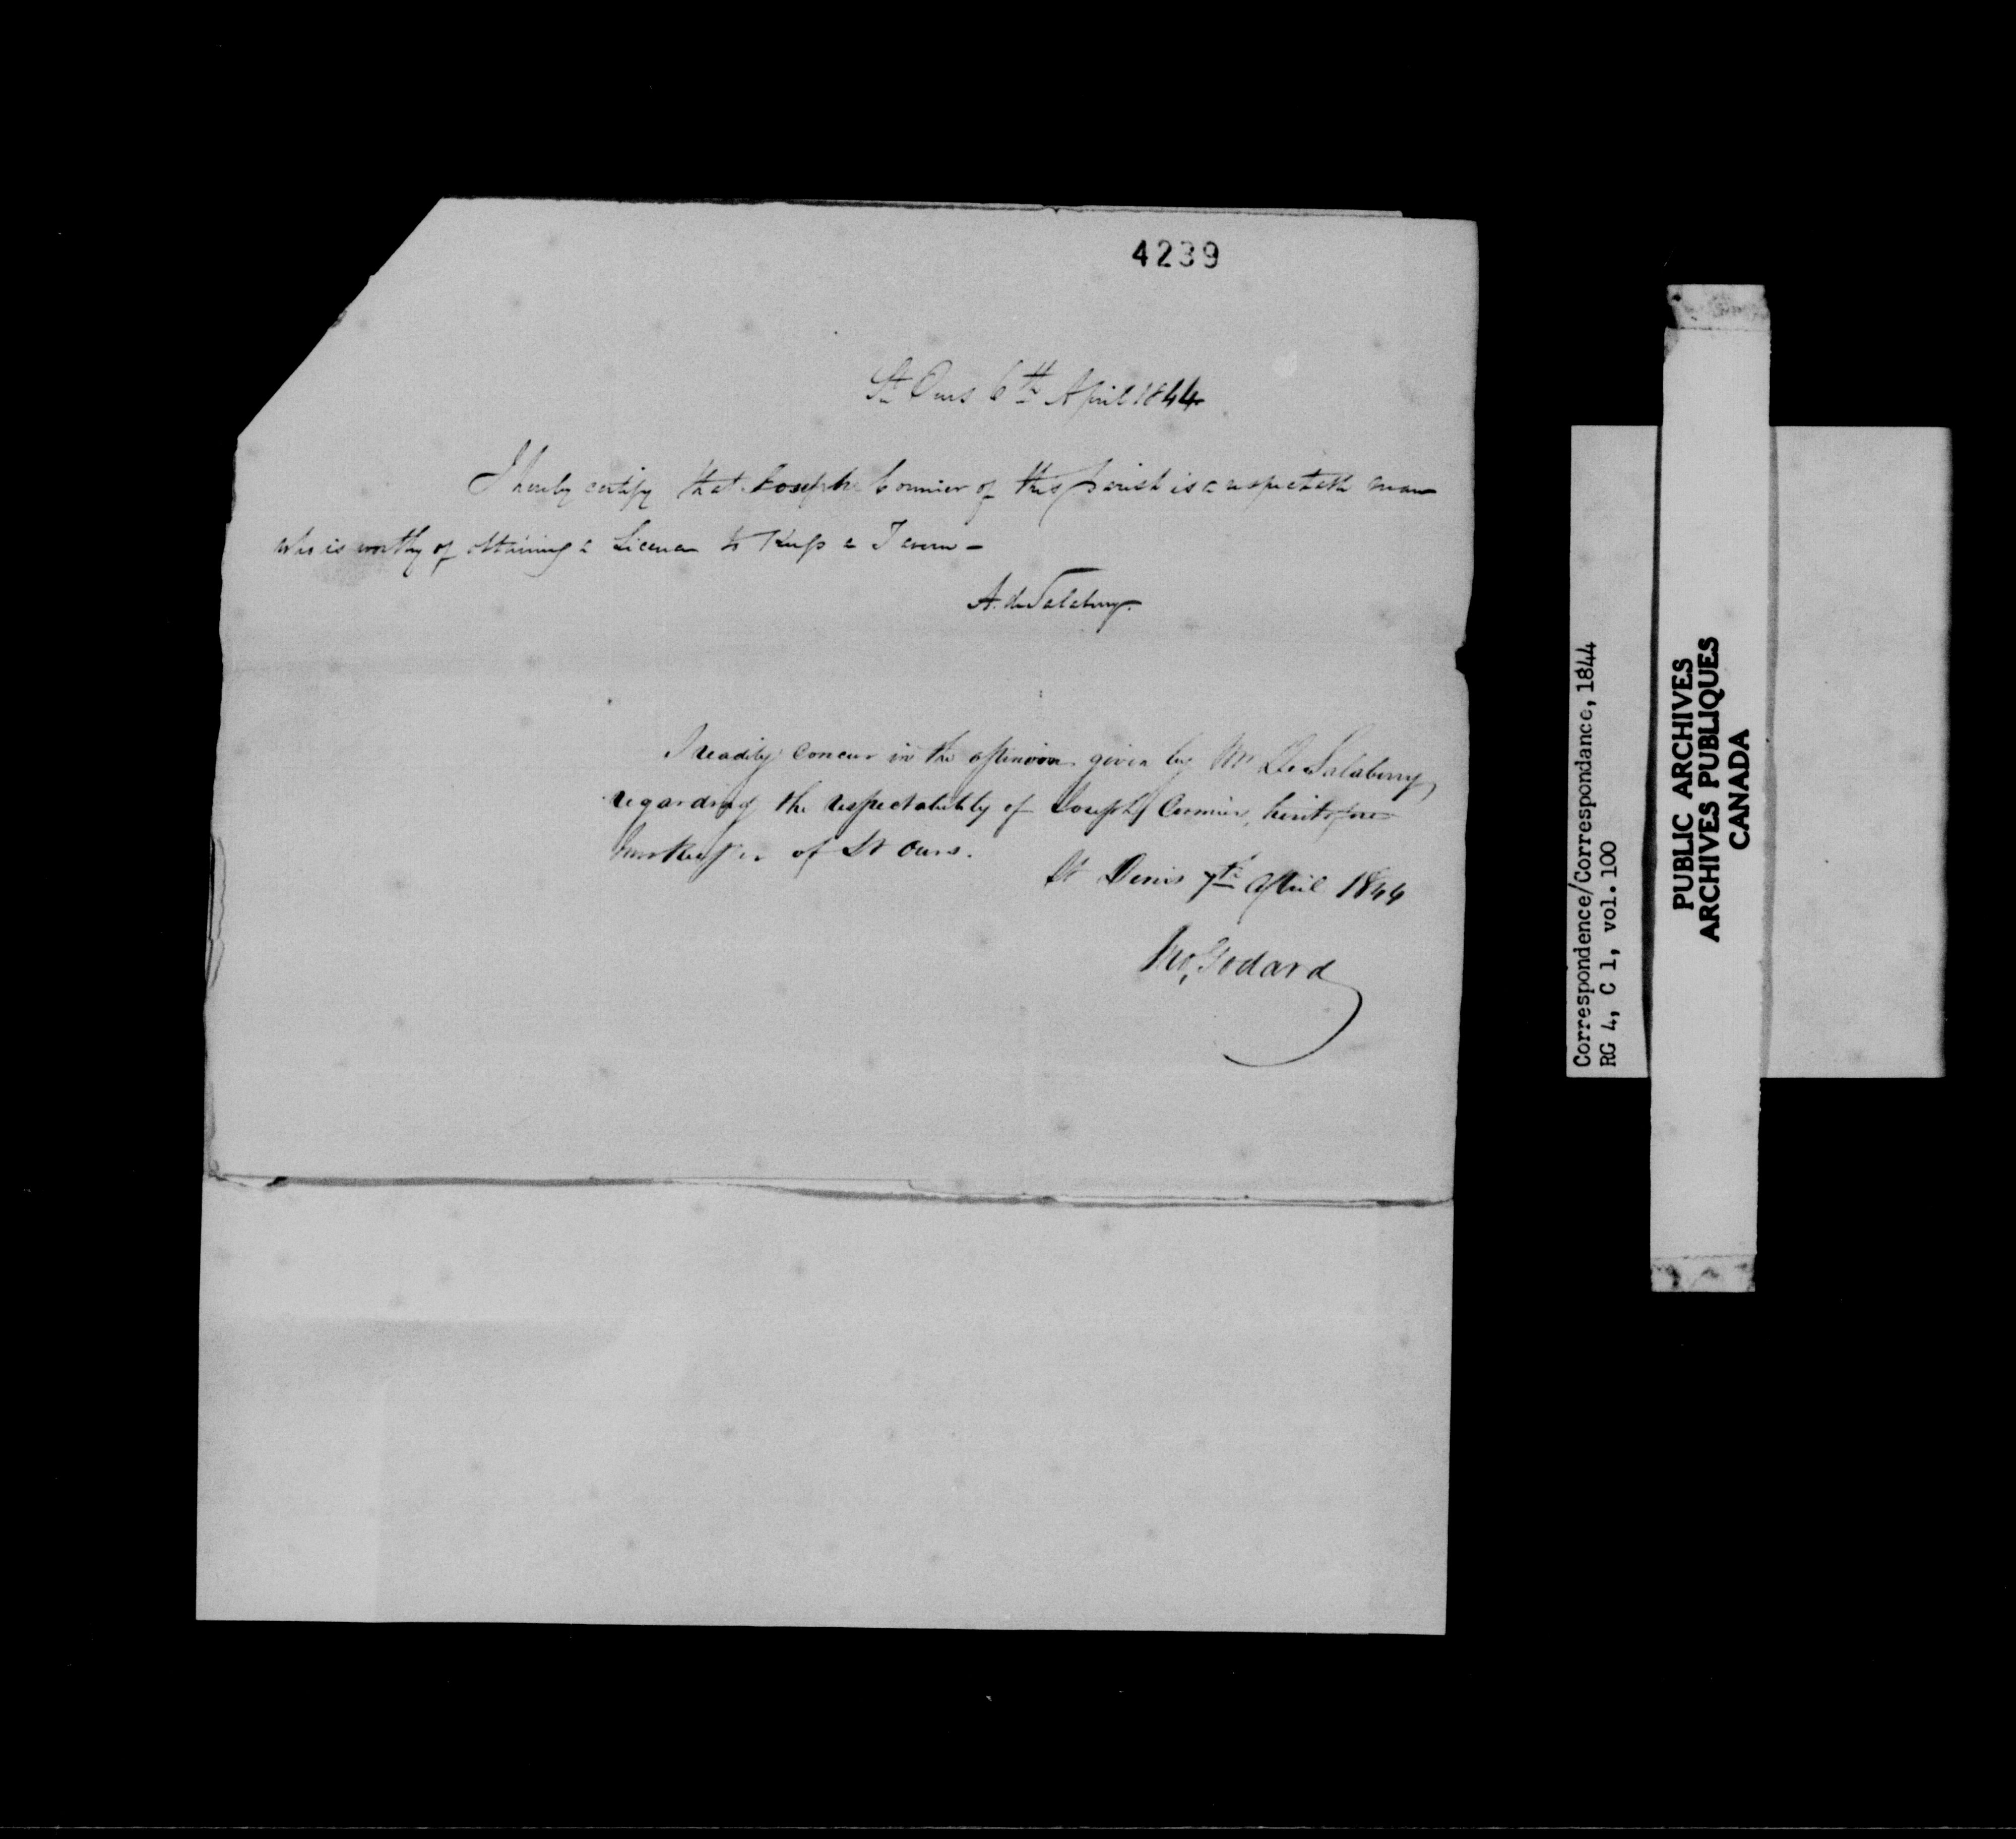 4239
St Ours 6th April 1844
I hereby certify that Joseph Cormier of this parish is a respectable man
who is worthy of obtaining a Licence to Keep a Tavern -
A. de Salaberry.
I readily concur in the opinion given by Mr De Salaberry
regarding the respectability of Joseph Cormier, heretofore
Innkeeper of St Ours.
St Denis 7th April 1844
Jno, Godard
Correspondence/Correspondance, 1844
RG 4, C 1, vol. 100
PUBLIC ARCHIVES
ARCHIVES PUBLIQUES
CANADA